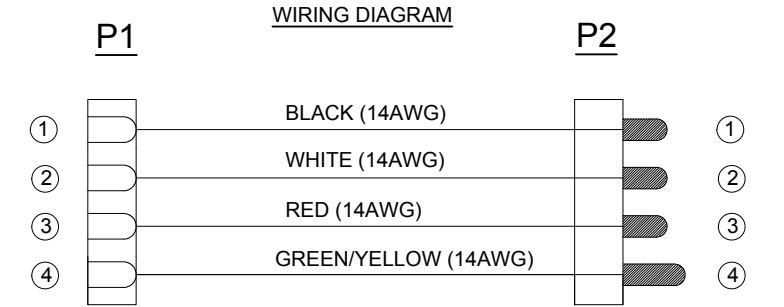 WIRING DIAGRAM
P1 P2
1 BLACK (14AWG) 1
2 WHITE (14AWG) 2
3 RED (14AWG) 3
4 GREEN/YELLOW (14AWG) 4